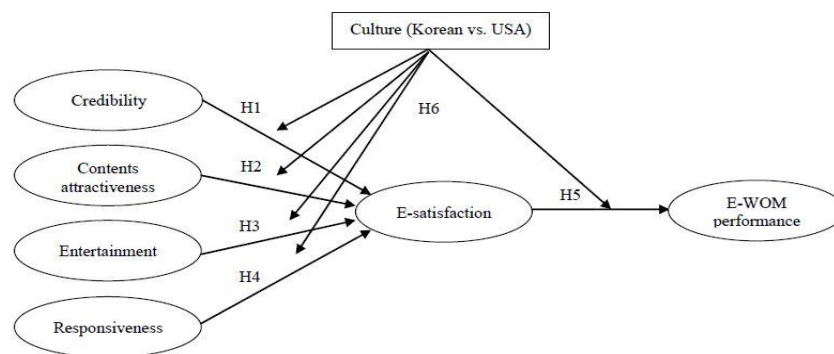 Culture (Korean vs. USA)
Credibility
H1
H6
Contents
attractiveness
H2
E-satisfaction
H5
E-WOM
performance
Entertainment
H3
H4
Responsiveness